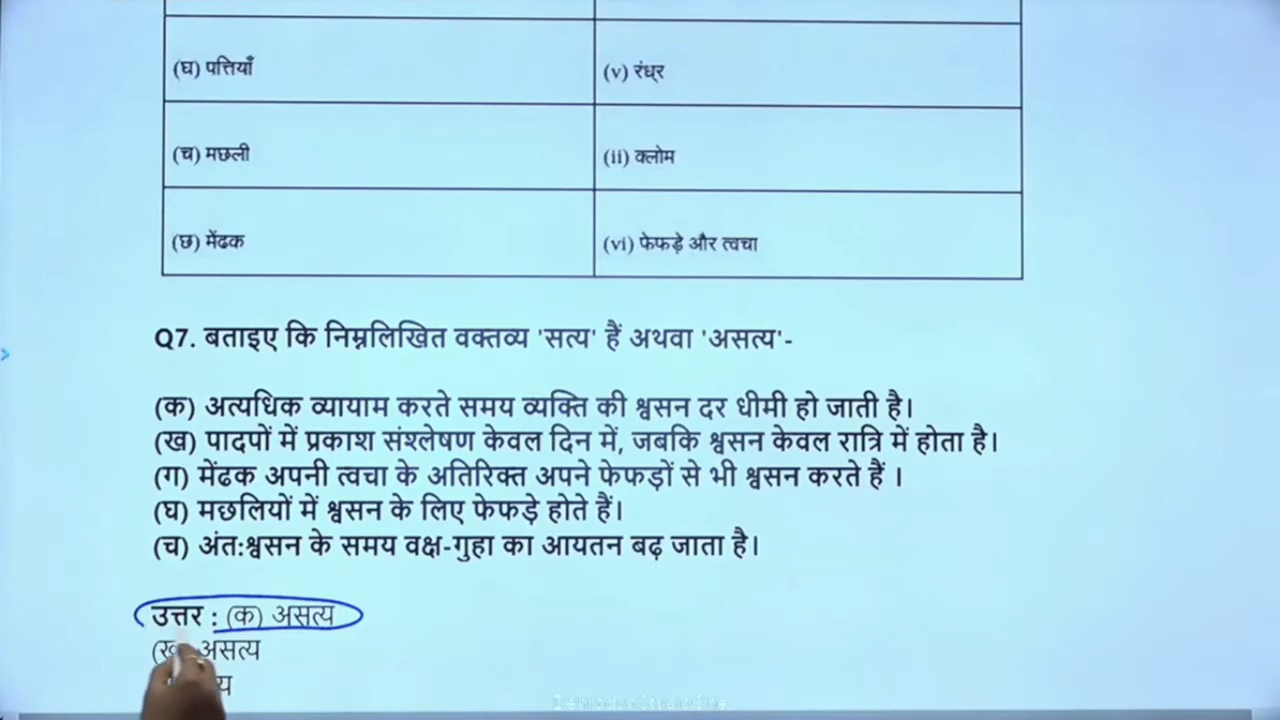 (घ) पत्तियाँ (v) रंध्र
(च) मछली (ii) क्लोम
(छ) मेंढक (vi) फेफड़े और त्वचा
Q7. बताइए कि निम्नलिखित वक्तव्य 'सत्य' हैं अथवा 'असत्य'-
(क) अत्यधिक व्यायाम करते समय व्यक्ति की श्वसन दर धीमी हो जाती है।
(ख) पादपों में प्रकाश संश्लेषण केवल दिन में, जबकि श्वसन केवल रात्रि में होता है।
(ग) मेंढक अपनी त्वचा के अतिरिक्त अपने फेफड़ों से भी श्वसन करते हैं ।
(घ) मछलियों में श्वसन के लिए फेफड़े होते हैं।
(च) अंत:श्वसन के समय वक्ष-गुहा का आयतन बढ़ जाता है।
उत्तर : (क) असत्य
असत्य